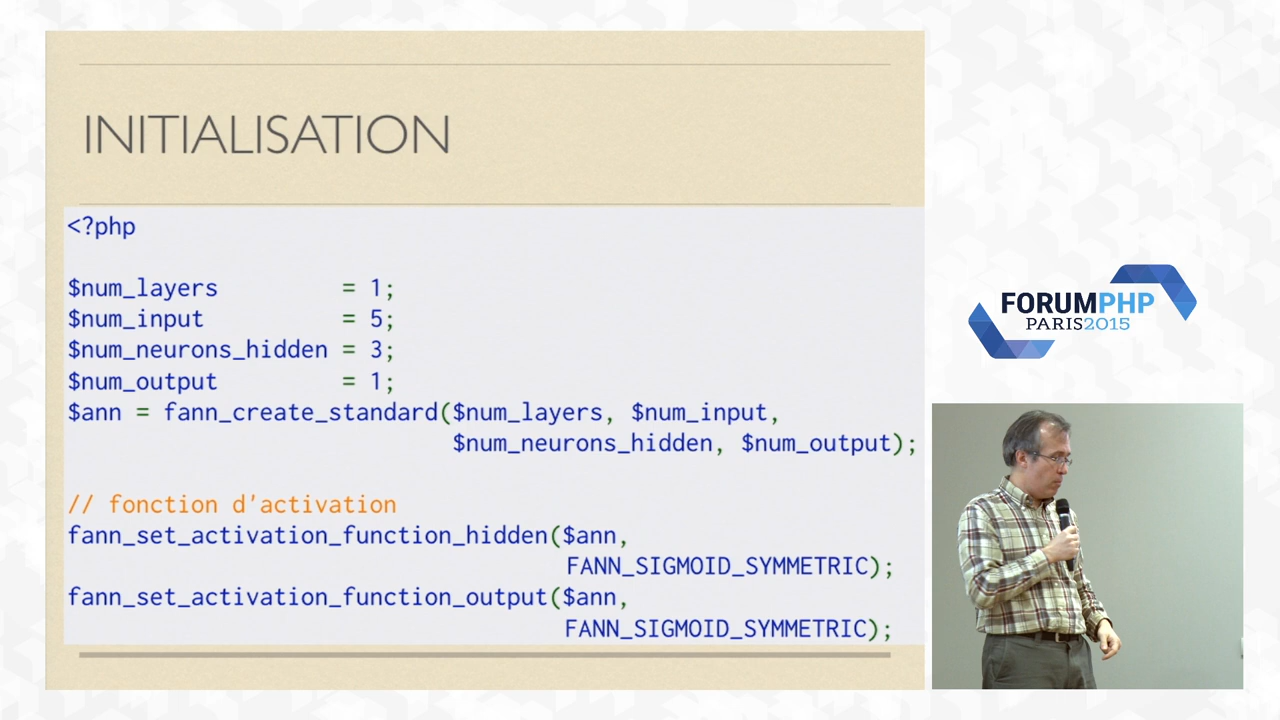 INITIALISATION
<?php
$num_layers = 1;
$num_input = 5;
$num_neurons_hidden = 3;
$num_output = 1;
$ann = fann_create_standard($num_layers, $num_input,
$num_neurons_hidden, $num_output);
// fonction d'activation
fann_set_activation_function_hidden($ann,
FANN_SIGMOID_SYMMETRIC);
fann_set_activation_function_output($ann,
FANN_SIGMOID_SYMMETRIC);
FORUMPHP
PARIS2015